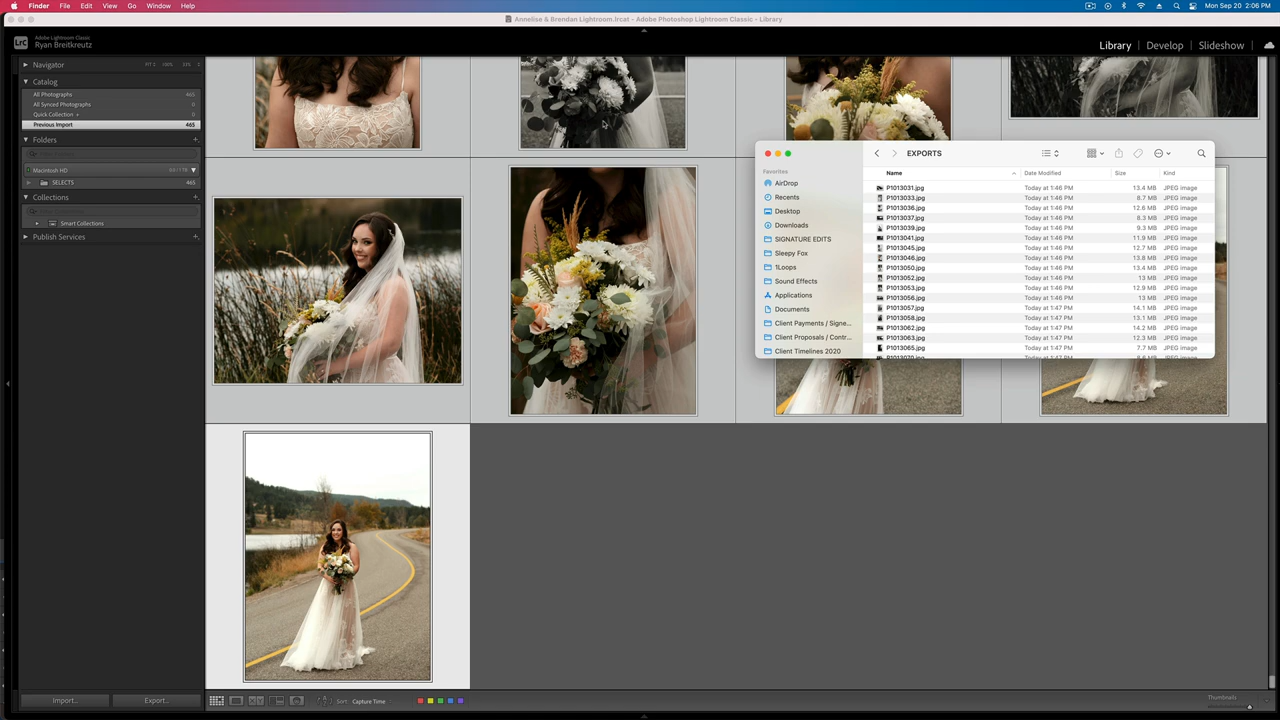 Finder File Edit View Go Window Help Mon Sep 20 2:06 PM
Annelise & Brendan Lightroom.lrcat - Adobe Photoshop Lightroom Classic - Library
LrC Adobe Lightroom Classic
Ryan Breitkreutz
Library Develop Slideshow
Navigator FIT 100%
Catalog
All Photographs 465
All Synced Photographs 0
Quick Collection + 0
Previous Import 465
Folders
Macintosh HD
SELECTS 465
Collections
Smart Collections
Publish Services
EXPORTS
Favorites
AirDrop
Recents
Desktop
Downloads
SIGNATURE EDITS
Sleepy Fox
1Loops
Sound Effects
Applications
Documents
Client Payments / Signe...
Client Proposals / Contr...
Client Timelines 2020
Name Date Modified Size Kind
P1013031.jpg Today at 1:46 PM 13.4 MB JPEG image
P1013033.jpg Today at 1:46 PM 8.7 MB JPEG image
P1013036.jpg Today at 1:46 PM 12.6 MB JPEG image
P1013037.jpg Today at 1:46 PM 8.3 MB JPEG image
P1013039.jpg Today at 1:46 PM 9.3 MB JPEG image
P1013041.jpg Today at 1:46 PM 11.9 MB JPEG image
P1013045.jpg Today at 1:46 PM 12.7 MB JPEG image
P1013046.jpg Today at 1:46 PM 13.8 MB JPEG image
P1013050.jpg Today at 1:46 PM 13.4 MB JPEG image
P1013052.jpg Today at 1:46 PM 13 MB JPEG image
P1013053.jpg Today at 1:46 PM 12.9 MB JPEG image
P1013056.jpg Today at 1:46 PM 13 MB JPEG image
P1013057.jpg Today at 1:47 PM 14.1 MB JPEG image
P1013058.jpg Today at 1:47 PM 13.1 MB JPEG image
P1013062.jpg Today at 1:47 PM 14.2 MB JPEG image
P1013063.jpg Today at 1:47 PM 12.3 MB JPEG image
P1013065.jpg Today at 1:47 PM 7.7 MB JPEG image
P1013070.jpg Today at 1:47 PM 8.6 MB JPEG image
Import... Export... Sort: Capture Time Thumbnails